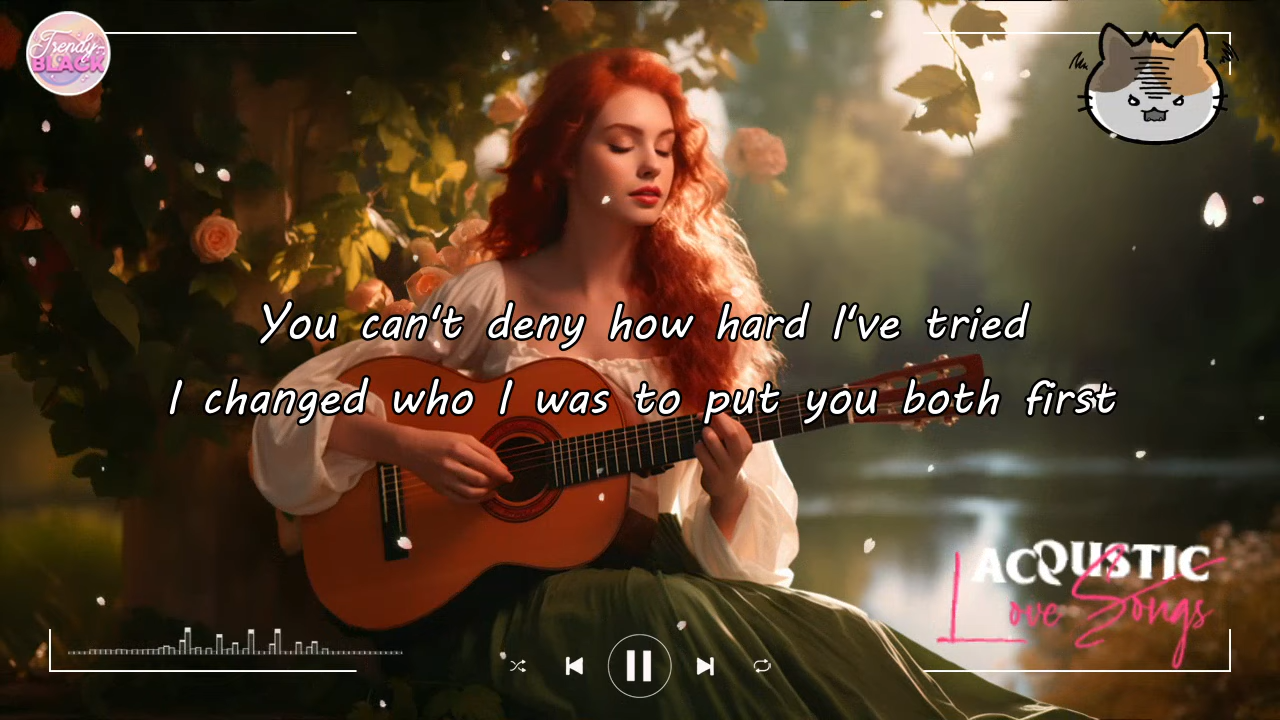 Trendy
BLACK
You can't deny how hard I've tried
I changed who I was to put you both first
ACQUSTIC
Love Songs